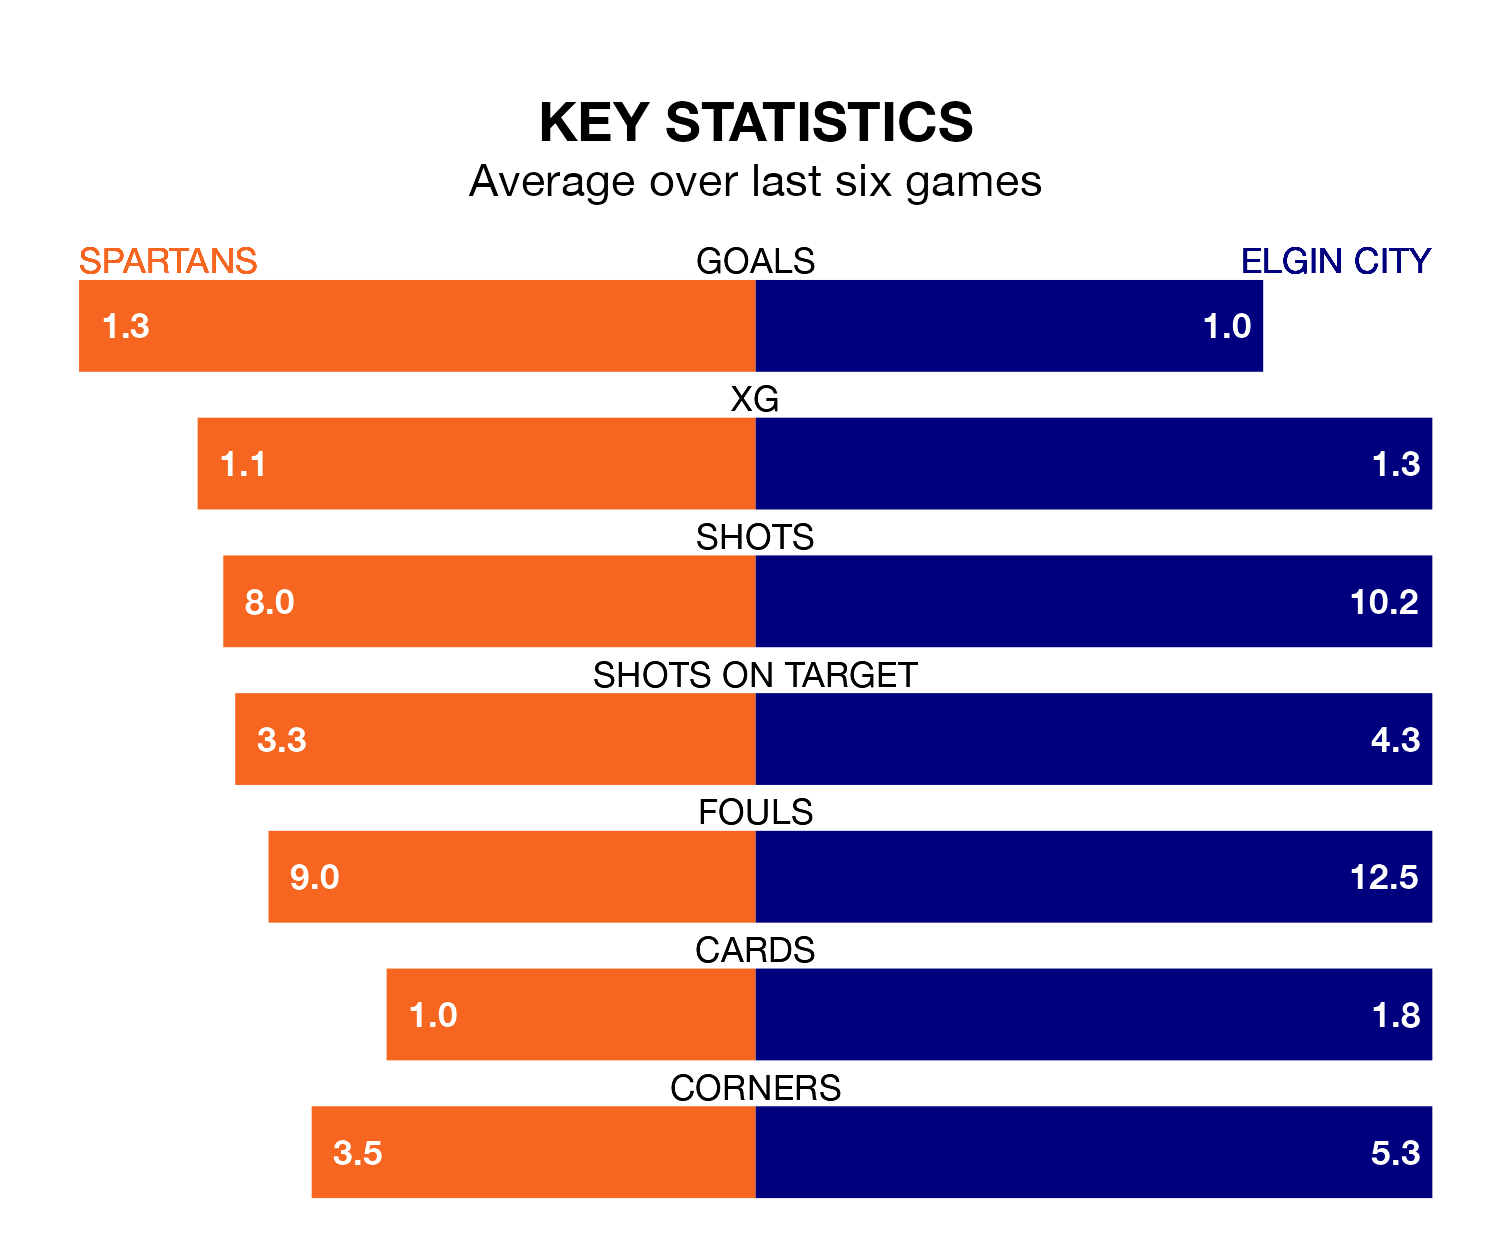 KEY STATISTICS
Average over last six games
SPARTANS GOALS ELGIN CITY
1.3 1.0
XG
1.1 1.3
SHOTS
8.0 10.2
SHOTS ON TARGET
3.3 4.3
FOULS
9.0 12.5
CARDS
1.0 1.8
CORNERS
3.5 5.3